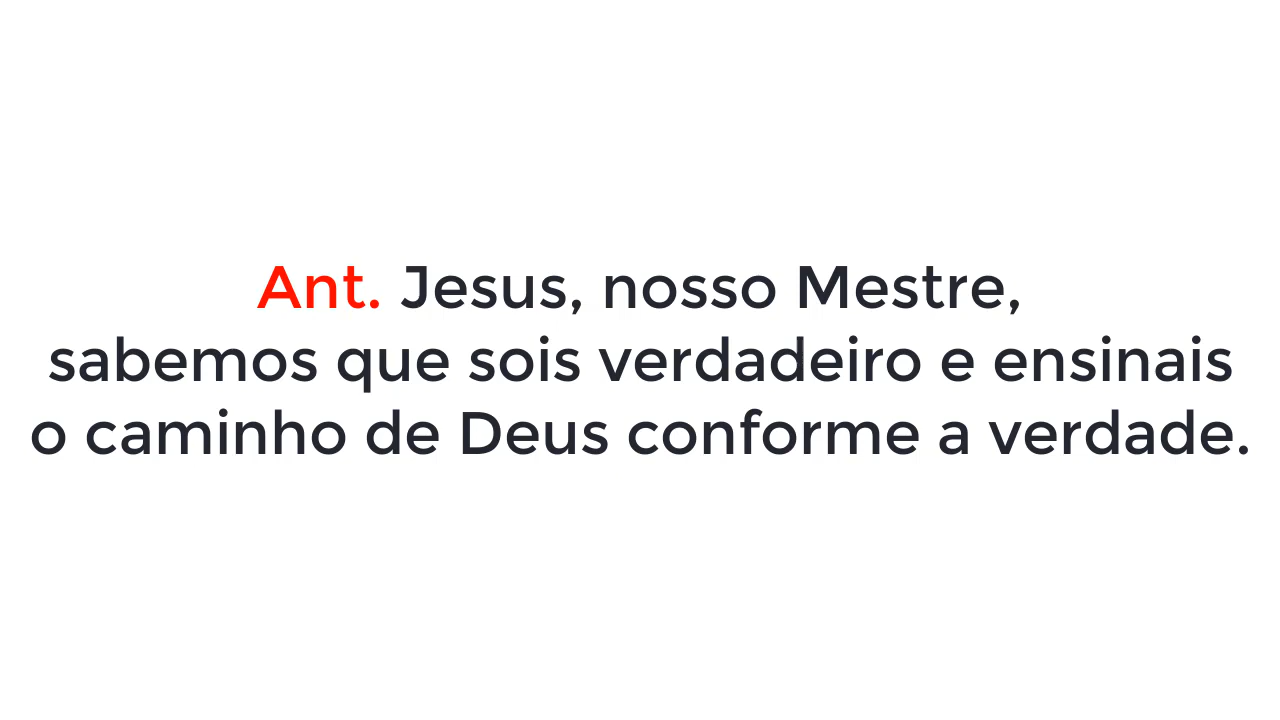 Ant. Jesus, nosso Mestre,
sabemos que sois verdadeiro e ensinais
o caminho de Deus conforme a verdade.